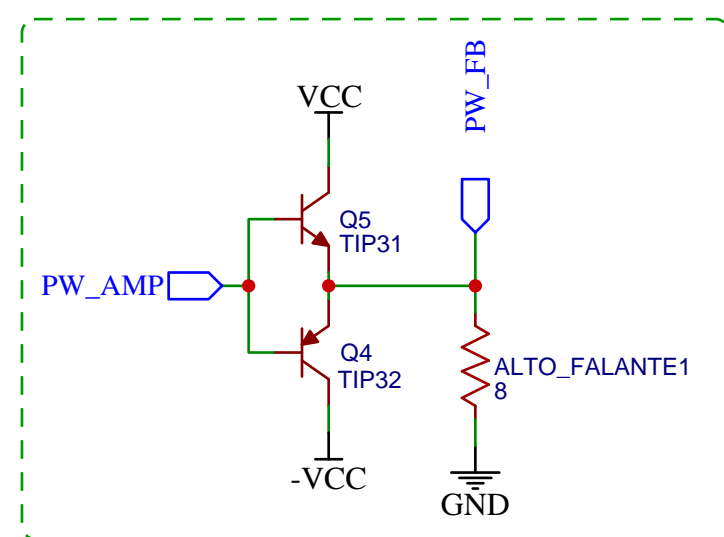 PW_FB
VCC
Q5
TIP31
PW_AMP
Q4
TIP32
ALTO_FALANTE1
8
-VCC
GND